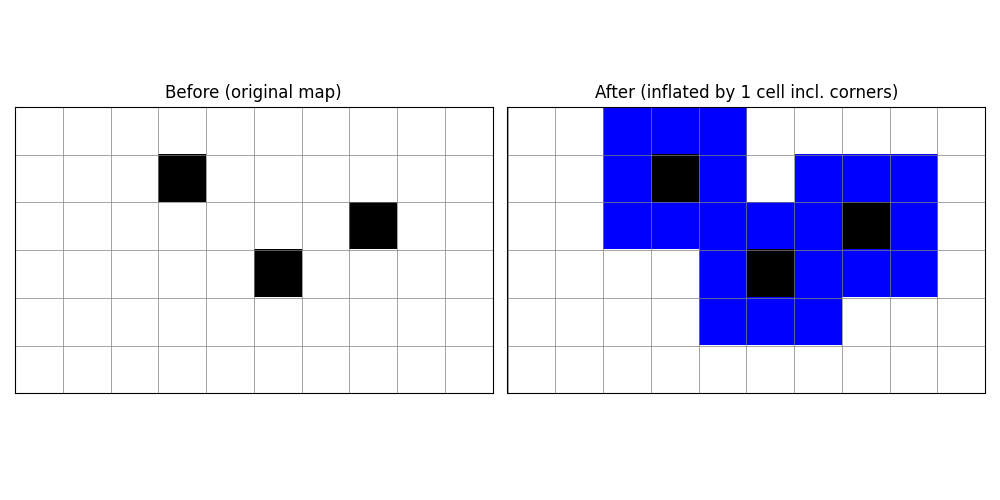 Before (original map)
After (inflated by 1 cell incl. corners)